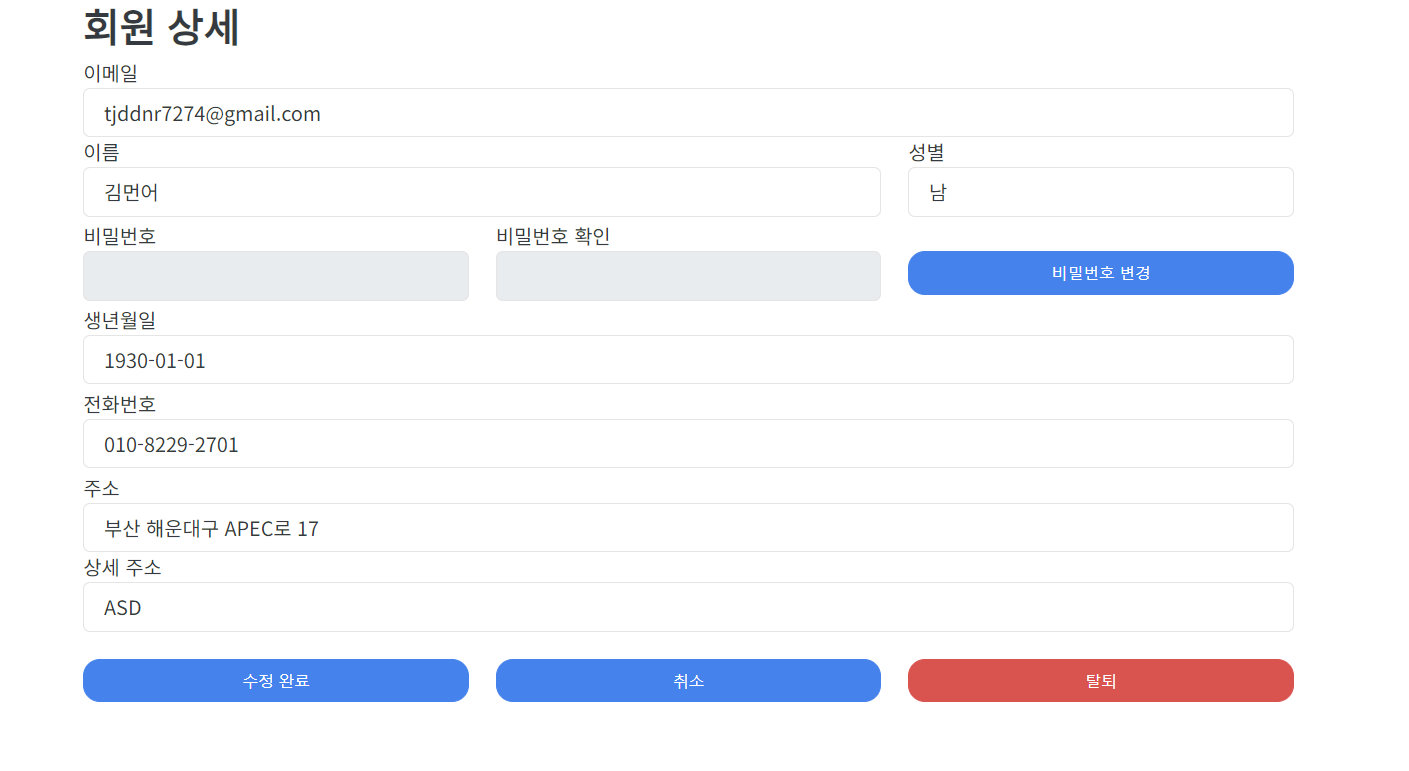 회원 상세
이메일
tjddnr7274@gmail.com
이름 성별
김먼어 남
비밀번호 비밀번호 확인
비밀번호 변경
생년월일
1930-01-01
전화번호
010-8229-2701
주소
부산 해운대구 APEC로 17
상세 주소
ASD
수정 완료 취소 탈퇴